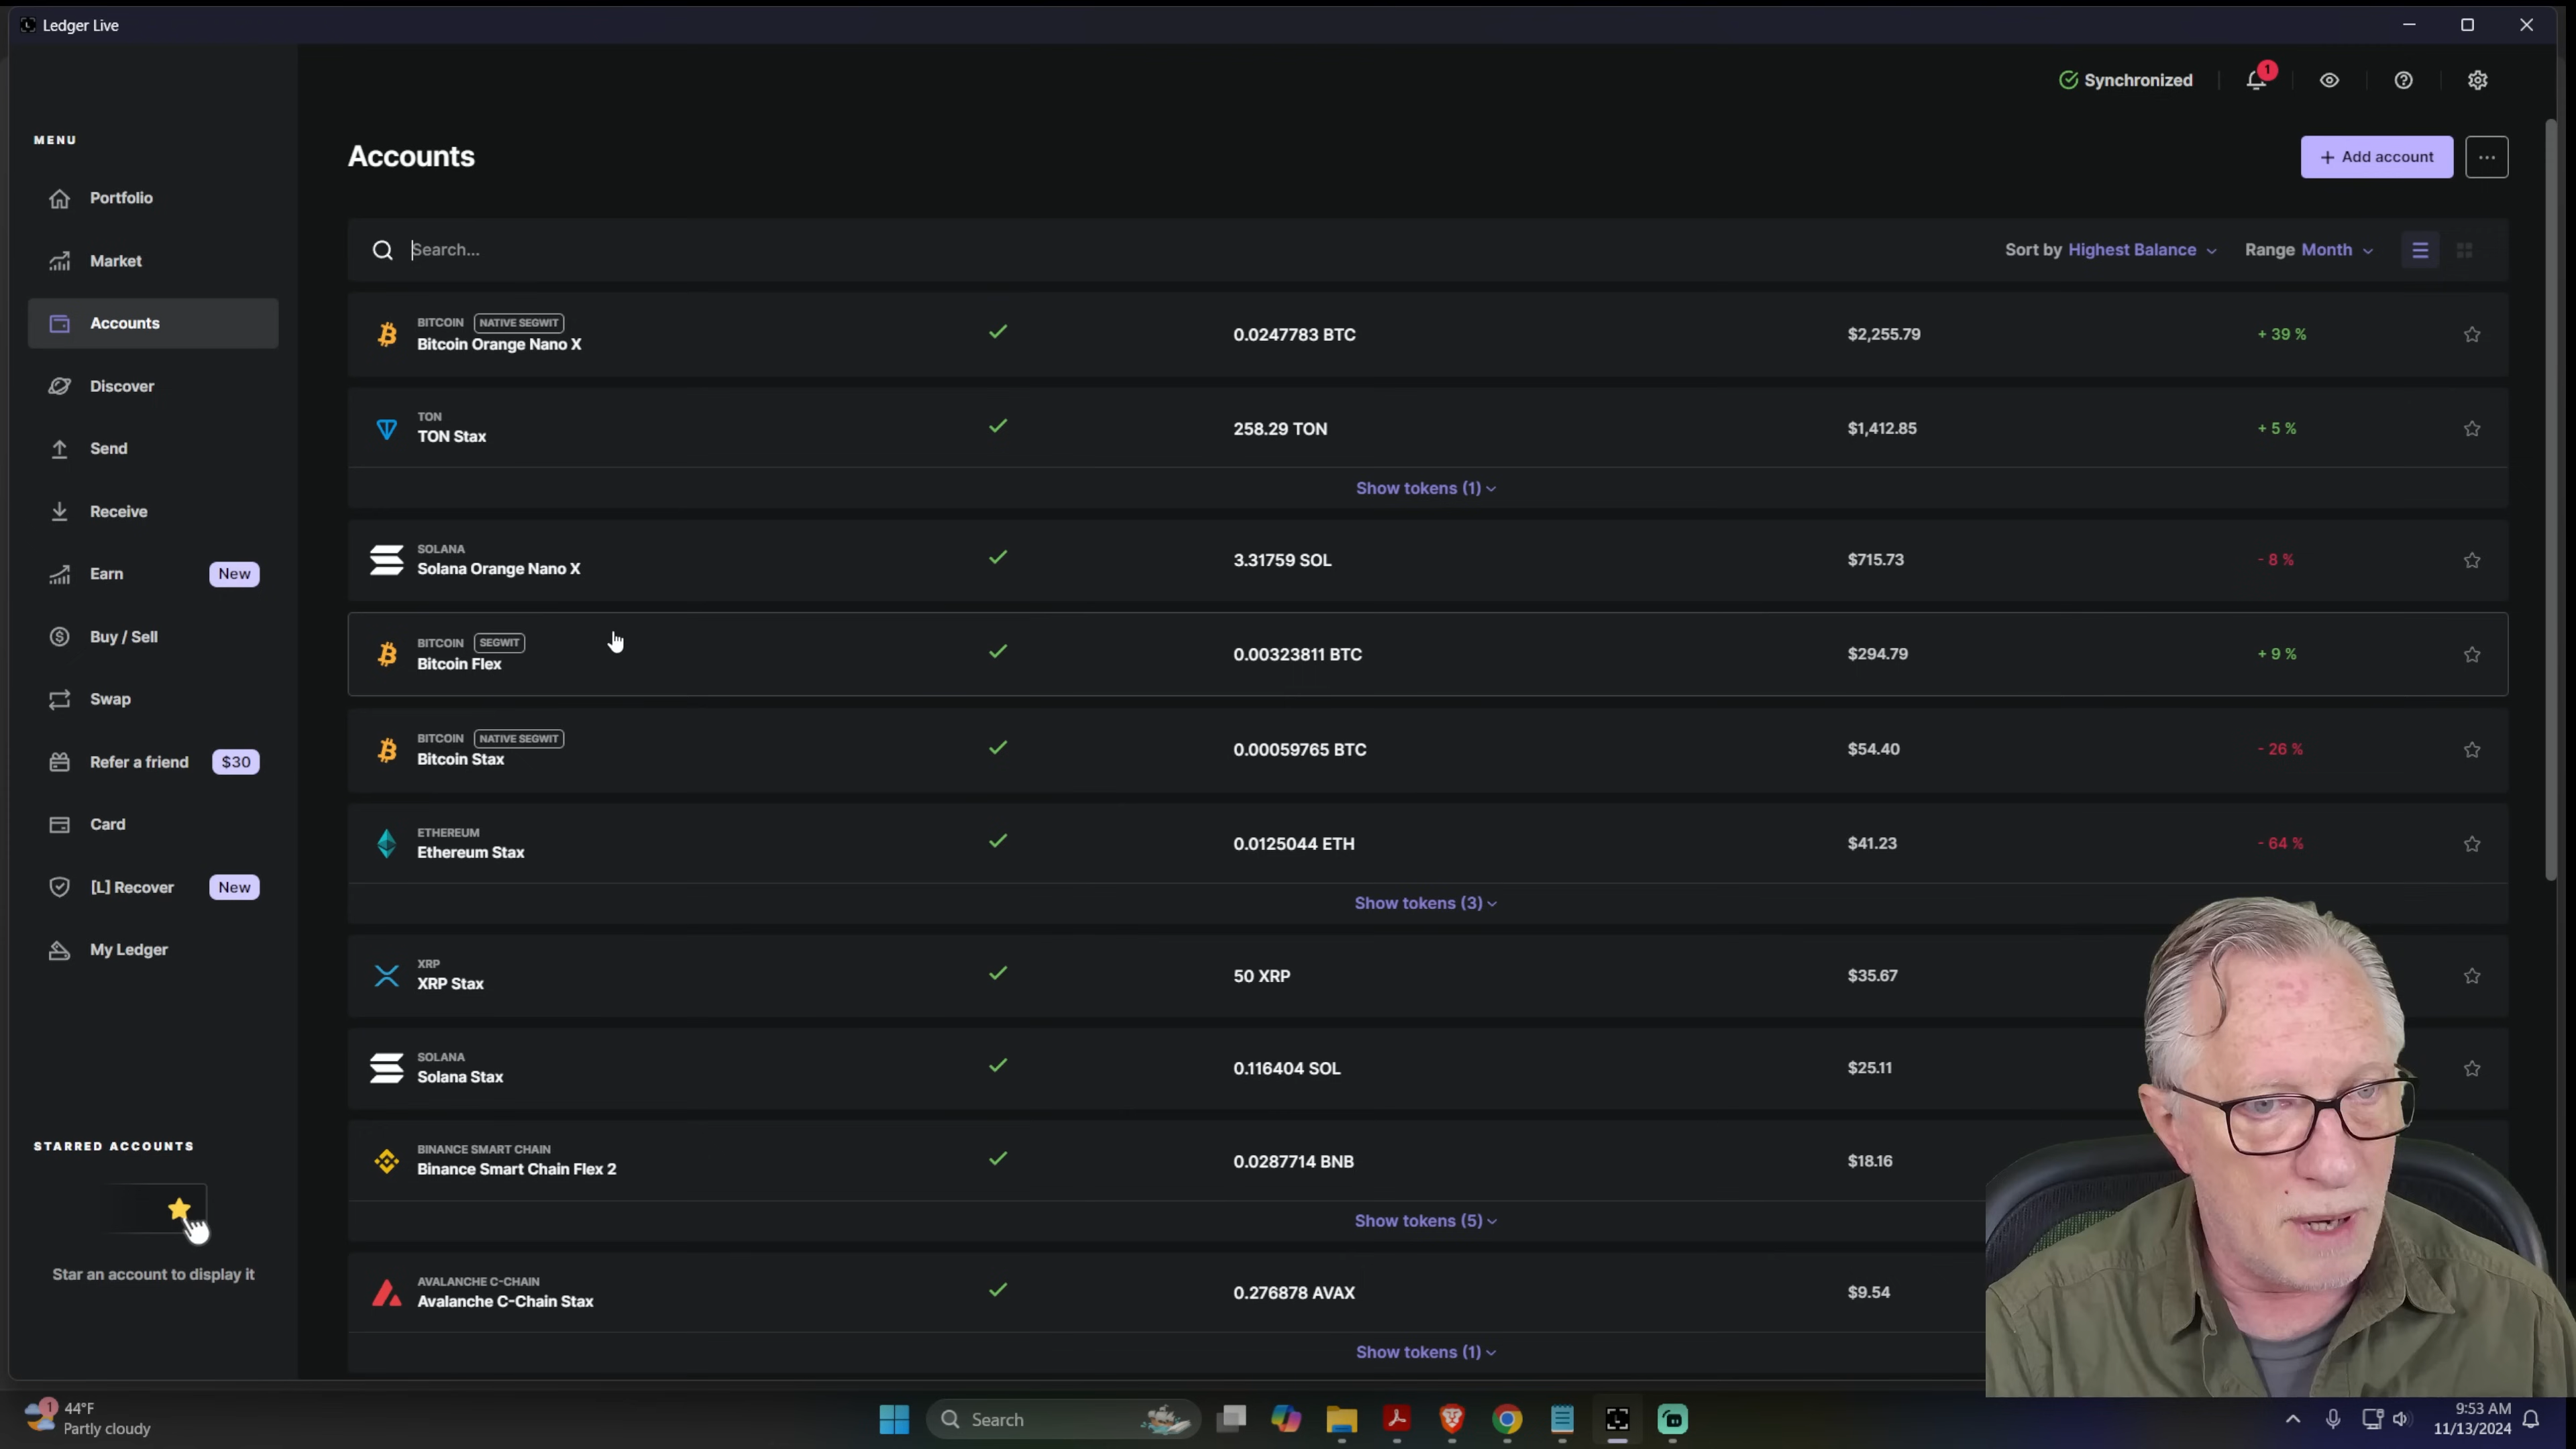 Ledger Live
Synchronized
1
MENU
Portfolio
Market
Accounts
Discover
Send
Receive
Earn New
Buy / Sell
Swap
Refer a friend $30
Card
[L] Recover New
My Ledger
STARRED ACCOUNTS
Star an account to display it
Accounts
+ Add account
Search...
Sort by Highest Balance
Range Month
BITCOIN NATIVE SEGWIT
Bitcoin Orange Nano X
0.0247783 BTC
$2,255.79
+ 39 %
TON
TON Stax
258.29 TON
$1,412.85
+ 5 %
Show tokens (1)
SOLANA
Solana Orange Nano X
3.31759 SOL
$715.73
- 8 %
BITCOIN SEGWIT
Bitcoin Flex
0.00323811 BTC
$294.79
+ 9 %
BITCOIN NATIVE SEGWIT
Bitcoin Stax
0.00059765 BTC
$54.40
- 26 %
ETHEREUM
Ethereum Stax
0.0125044 ETH
$41.23
- 64 %
Show tokens (3)
XRP
XRP Stax
50 XRP
$35.67
SOLANA
Solana Stax
0.116404 SOL
$25.11
BINANCE SMART CHAIN
Binance Smart Chain Flex 2
0.0287714 BNB
$18.16
Show tokens (5)
AVALANCHE C-CHAIN
Avalanche C-Chain Stax
0.276878 AVAX
$9.54
Show tokens (1)
1
44°F
Partly cloudy
Search
9:53 AM
11/13/2024